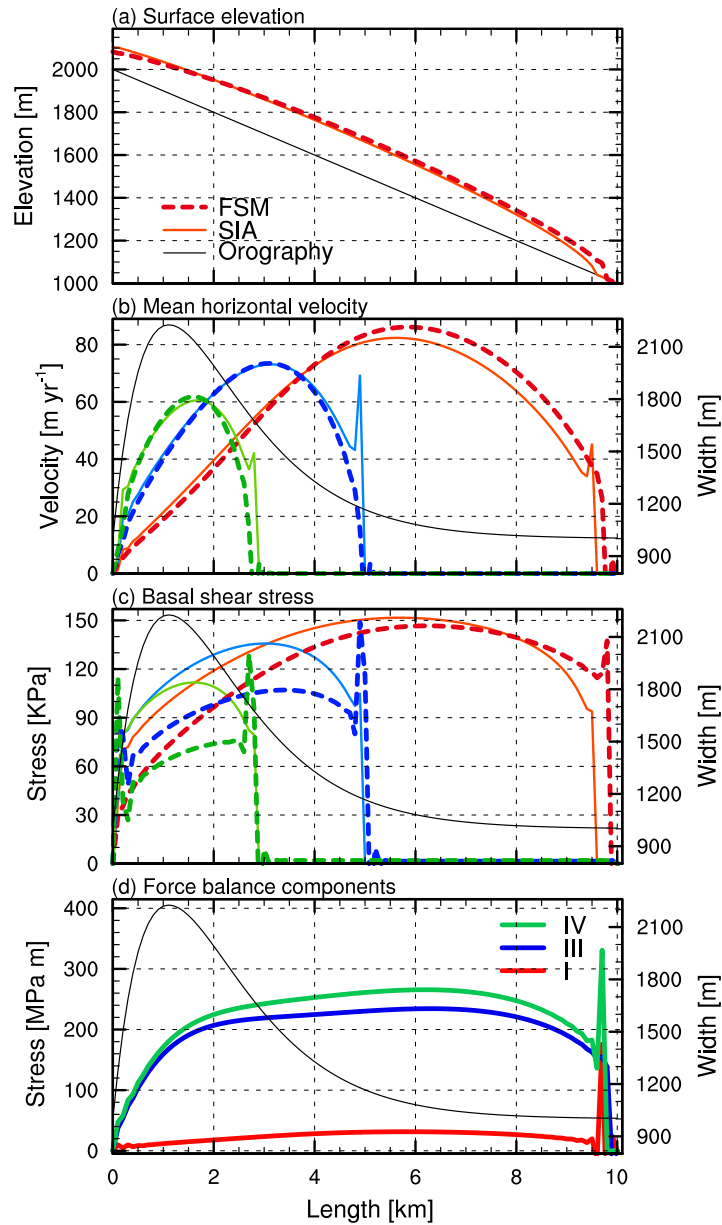 (a) Surface elevation
Elevation [m]
2000
1800
1600
1400
1200
1000
FSM
SIA
Orography
(b) Mean horizontal velocity
Velocity [m yr-1]
80
60
40
20
0
2100
1800
1500
1200
900
Width [m]
(c) Basal shear stress
Stress [KPa]
150
120
90
60
30
0
2100
1800
1500
1200
900
Width [m]
(d) Force balance components
Stress [MPa m]
400
300
200
100
0
IV
III
I
2100
1800
1500
1200
900
Width [m]
0 2 4 6 8 10
Length [km]